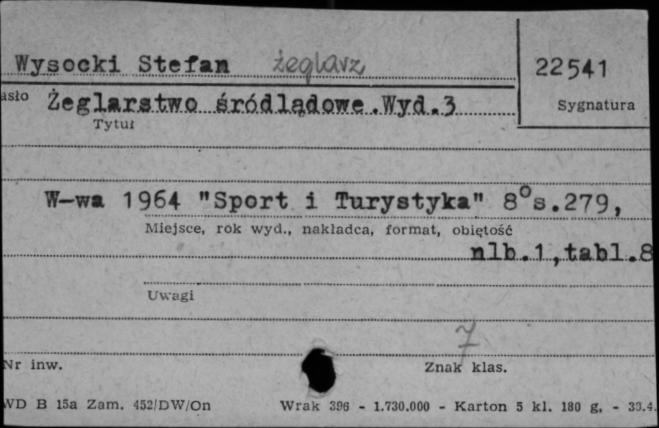 Wysocki Stefan żeglarz
22541
asło Żeglarstwo śródlądowe.Wyd.3
Sygnatura
Tytuł
W-wa 1964 "Sport i Turystyka" 8°s.279,
Miejsce, rok wyd., nakładca, format, objętość
nlb.1,tabl.8
Uwagi
7
Nr inw.
Znak klas.
WD B 15a Zam. 452/DW/On Wrak 396 - 1.730.000 - Karton 5 kl. 180 g. - 30.4.